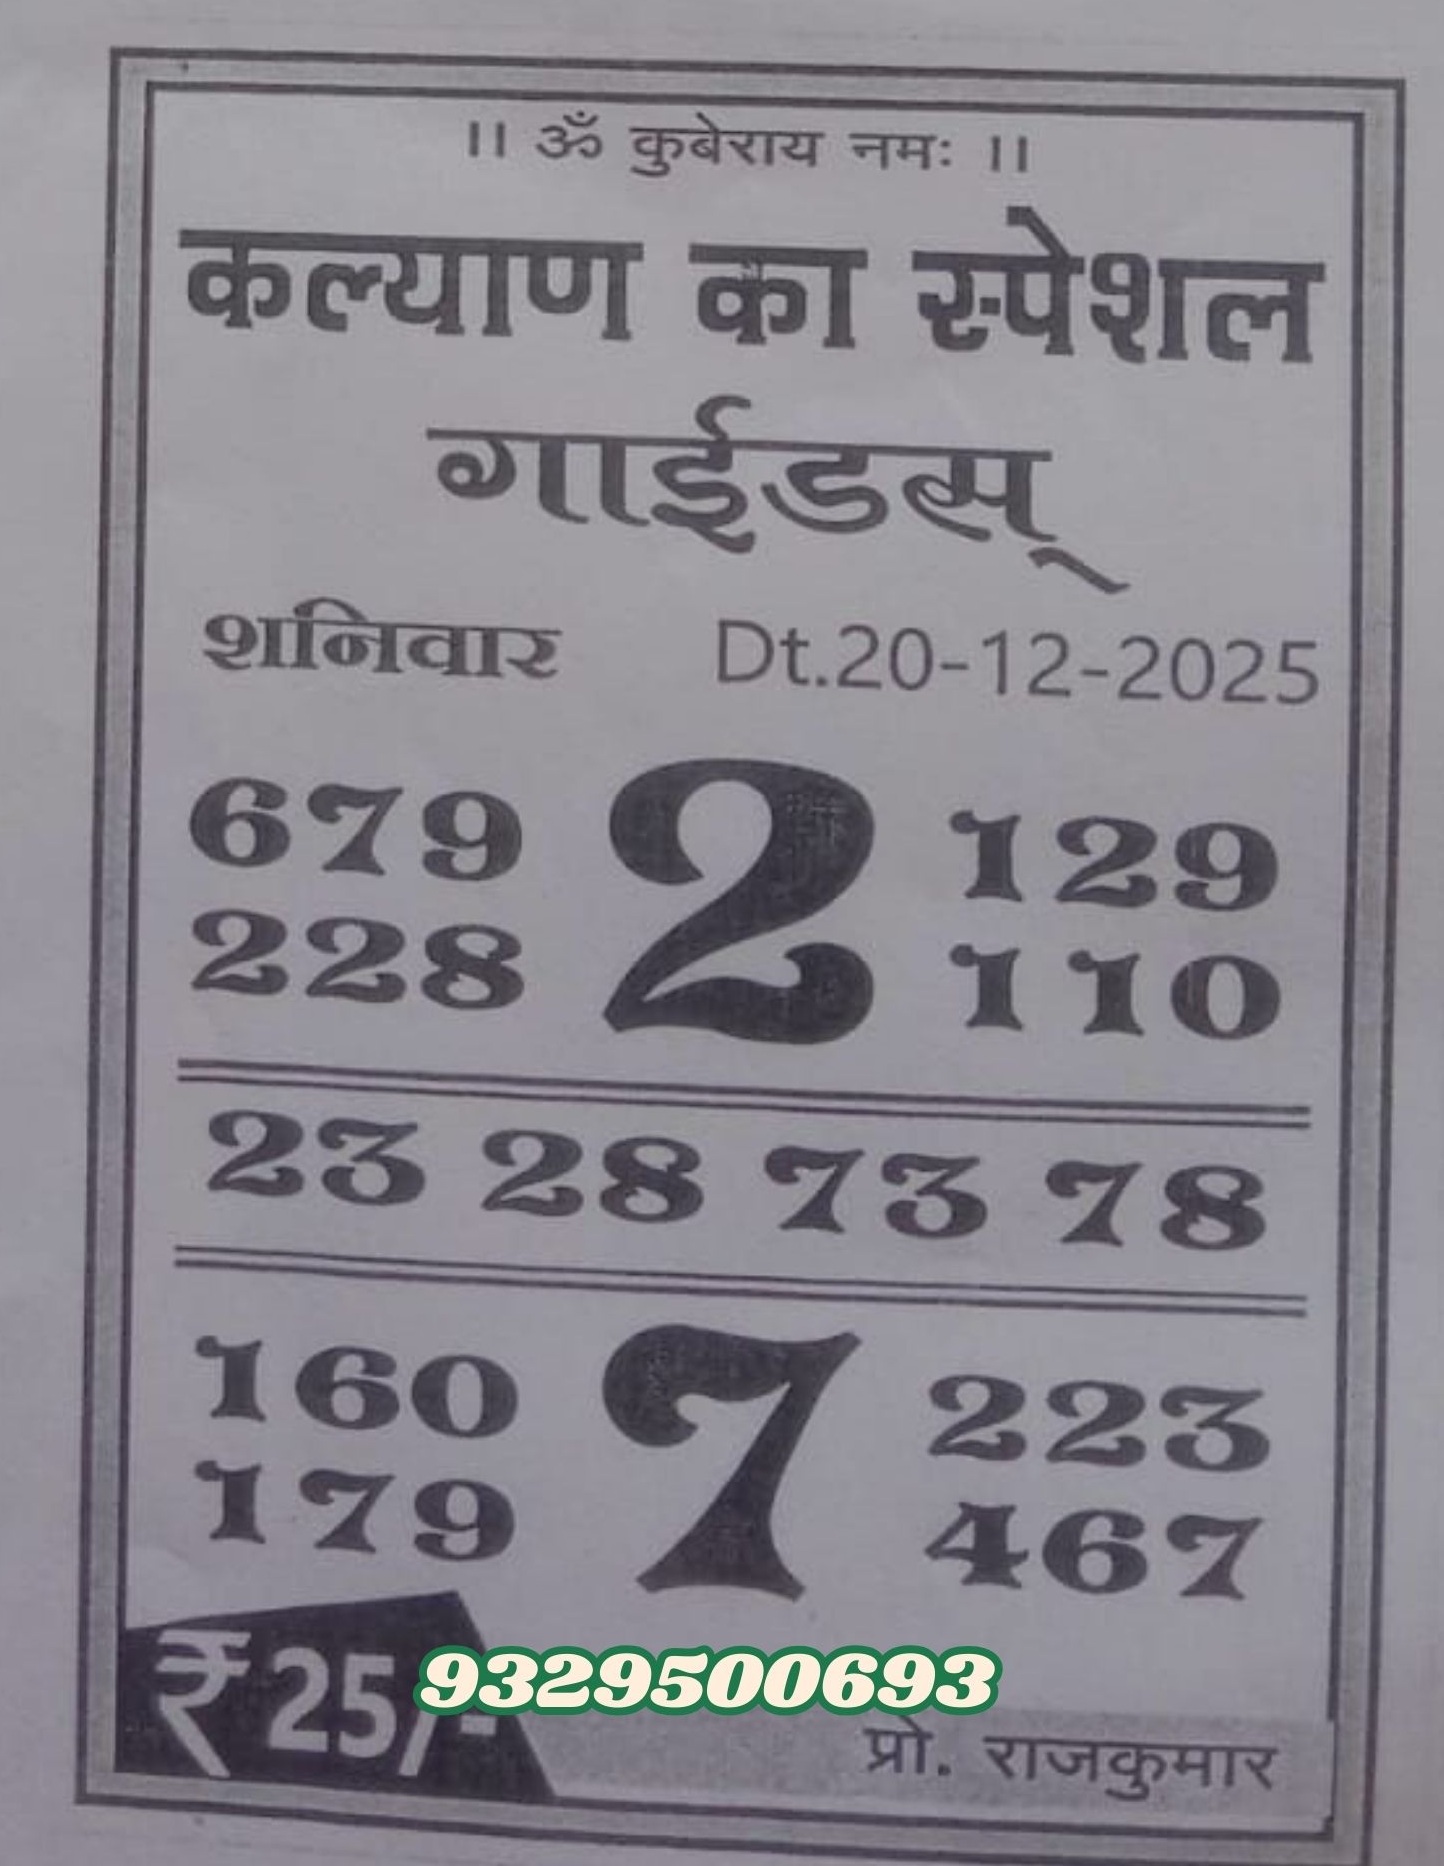 ।। ॐ कुबेराय नमः ।।
कल्याण का स्पेशल
गाईडस्
शनिवार Dt.20-12-2025
679 2 129
228 110
23 28 73 78
160 7 223
179 467
₹25/- 9329500693
प्रो. राजकुमार